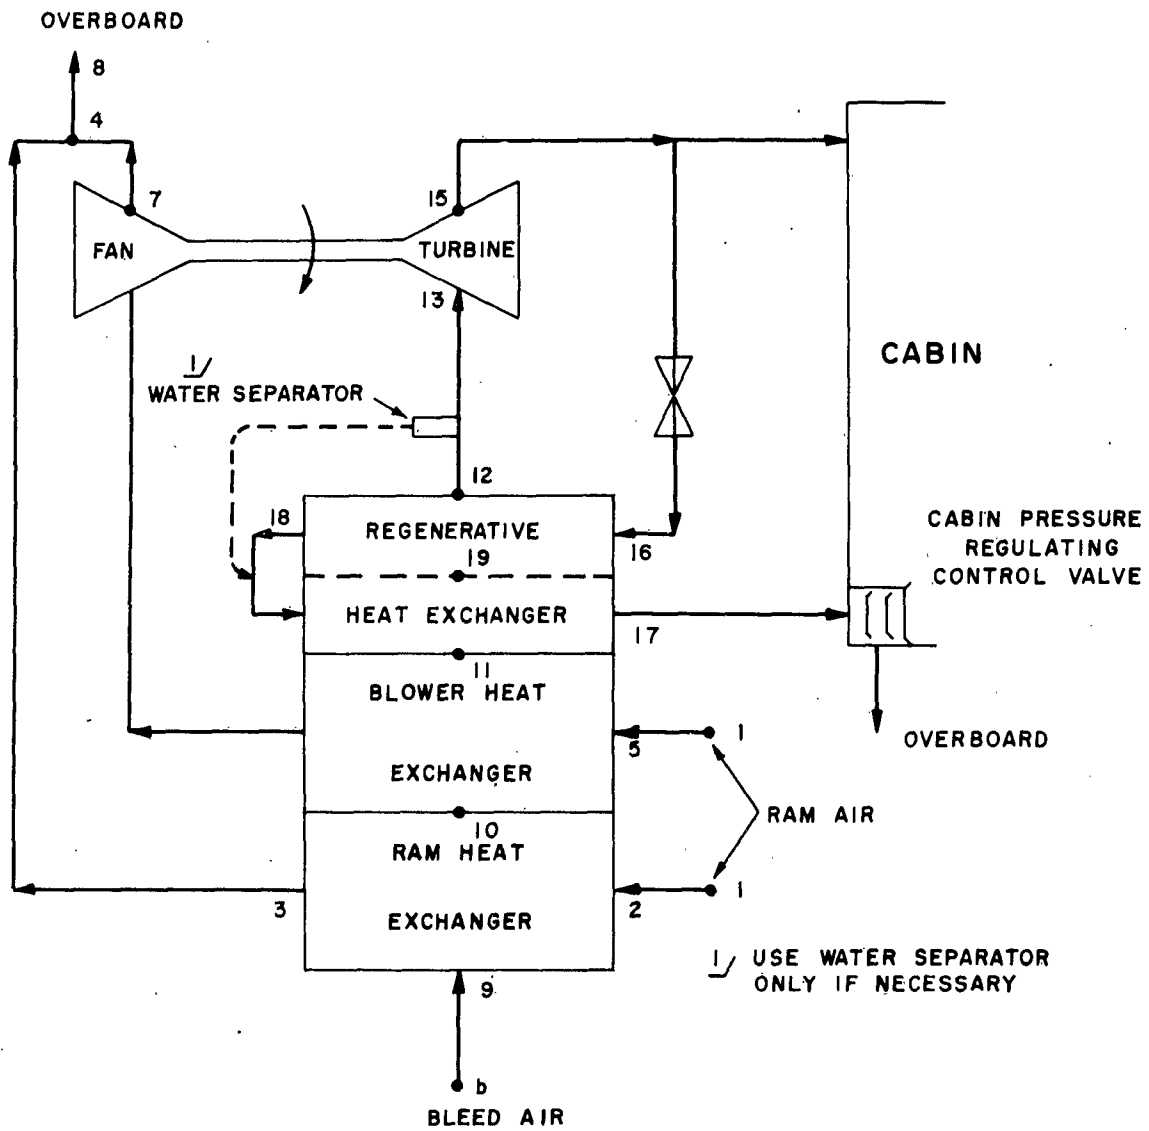 OVERBOARD
8
4
7
15
FAN
TURBINE
13
CABIN
1/
WATER SEPARATOR
12
18
REGENERATIVE
16
CABIN PRESSURE
REGULATING
CONTROL VALVE
19
HEAT EXCHANGER
17
11
BLOWER HEAT
5
1
OVERBOARD
EXCHANGER
10
RAM AIR
RAM HEAT
3
2
1
EXCHANGER
1/ USE WATER SEPARATOR
ONLY IF NECESSARY
9
b
BLEED AIR